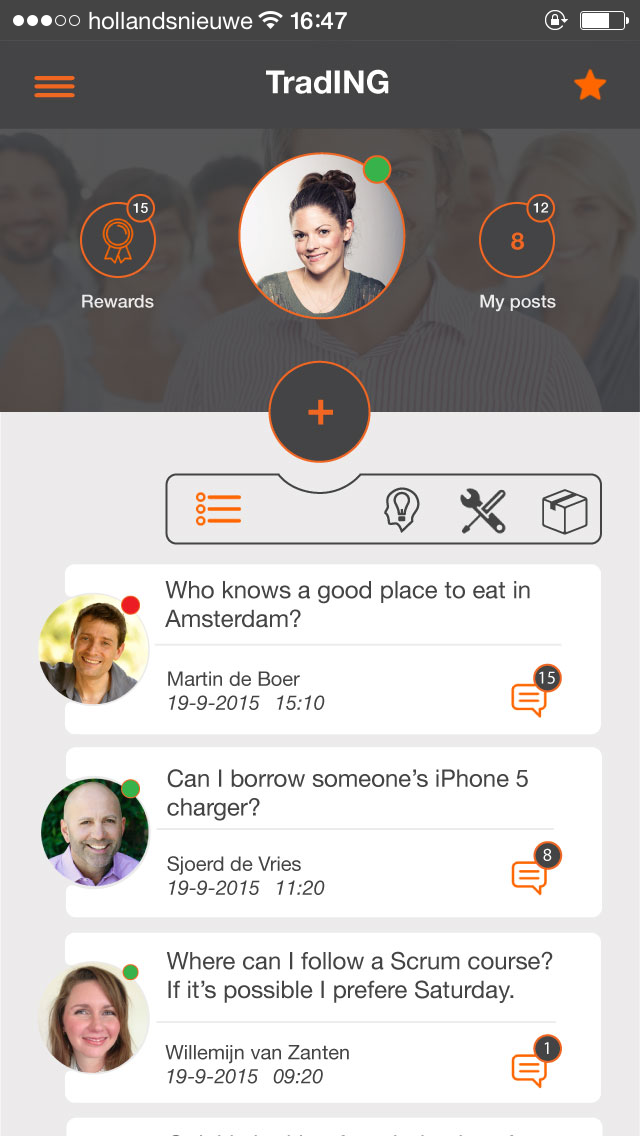 hollandsnieuwe 16:47
TradING
15
12
8
Rewards
My posts
+
Who knows a good place to eat in
Amsterdam?
Martin de Boer
15
19-9-2015 15:10
Can I borrow someone's iPhone 5
charger?
8
Sjoerd de Vries
19-9-2015 11:20
Where can I follow a Scrum course?
If it's possible I prefere Saturday.
1
Willemijn van Zanten
19-9-2015 09:20